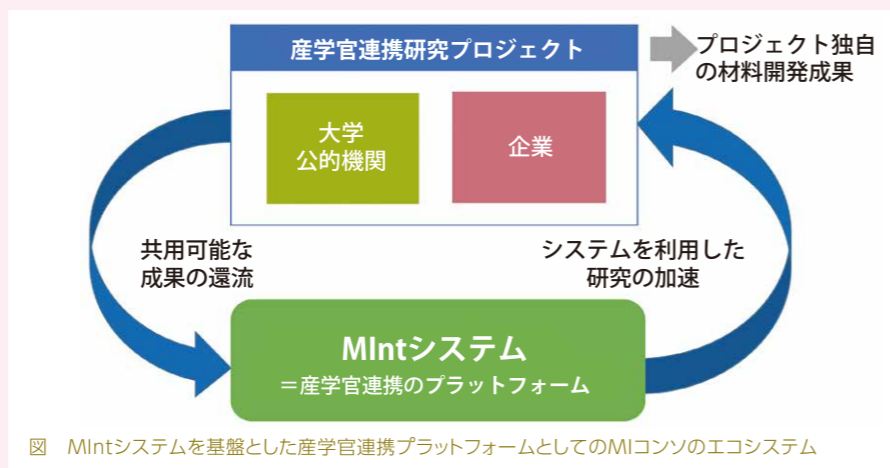 産学官連携研究プロジェクト
プロジェクト独自
の材料開発成果
大学
公的機関
企業
共用可能な
成果の還流
システムを利用した
研究の加速
MIntシステム
＝産学官連携のプラットフォーム
図　MIntシステムを基盤とした産学官連携プラットフォームとしてのMIコンソのエコシステム